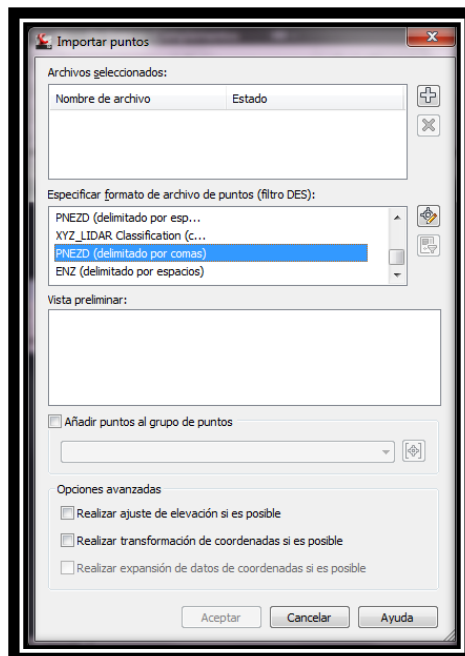 Importar puntos
Archivos seleccionados:
Nombre de archivo Estado
Especificar formato de archivo de puntos (filtro DES):
PNEZD (delimitado por esp...
XYZ_LIDAR Classification (c...
PNEZD (delimitado por comas)
ENZ (delimitado por espacios)
Vista preliminar:
Añadir puntos al grupo de puntos
Opciones avanzadas
Realizar ajuste de elevación si es posible
Realizar transformación de coordenadas si es posible
Realizar expansión de datos de coordenadas si es posible
Aceptar Cancelar Ayuda